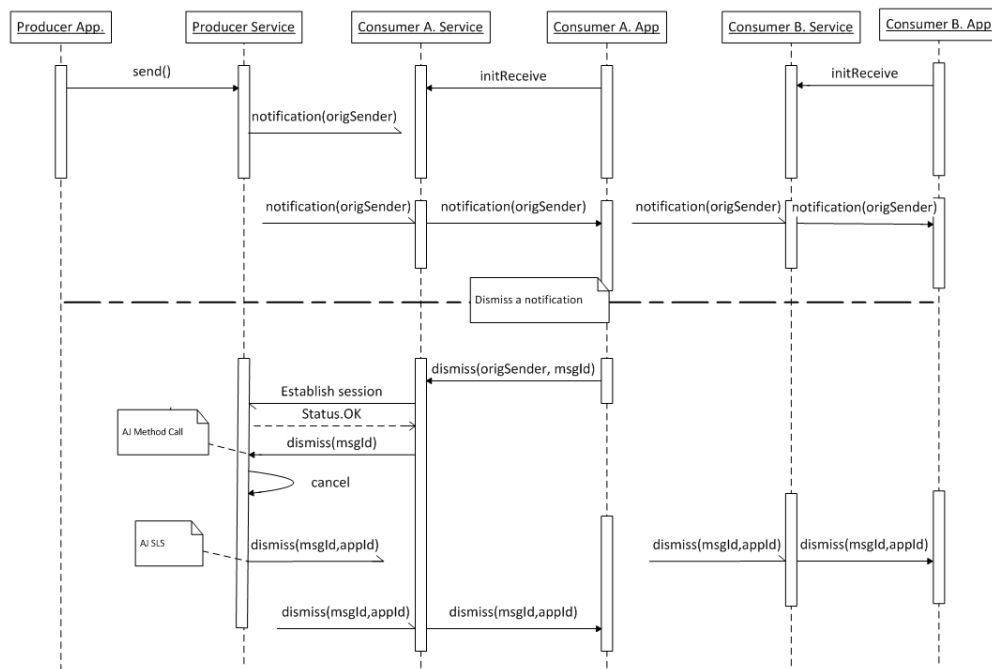 Producer App.
Producer Service
Consumer A. Service
Consumer A. App
Consumer B. Service
Consumer B. App
send()
initReceive
initReceive
notification(origSender)
notification(origSender)
notification(origSender)
notification(origSender)
notification(origSender)
Dismiss a notification
dismiss(origSender, msgId)
Establish session
Status.OK
AJ Method Call
dismiss(msgId)
cancel
AJ SLS
dismiss(msgId,appId)
dismiss(msgId,appId)
dismiss(msgId,appId)
dismiss(msgId,appId)
dismiss(msgId,appId)